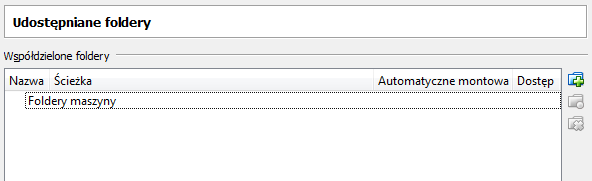 Udostępniane foldery
Współdzielone foldery
Nazwa Ścieżka Automatyczne montowa Dostęp
Foldery maszyny